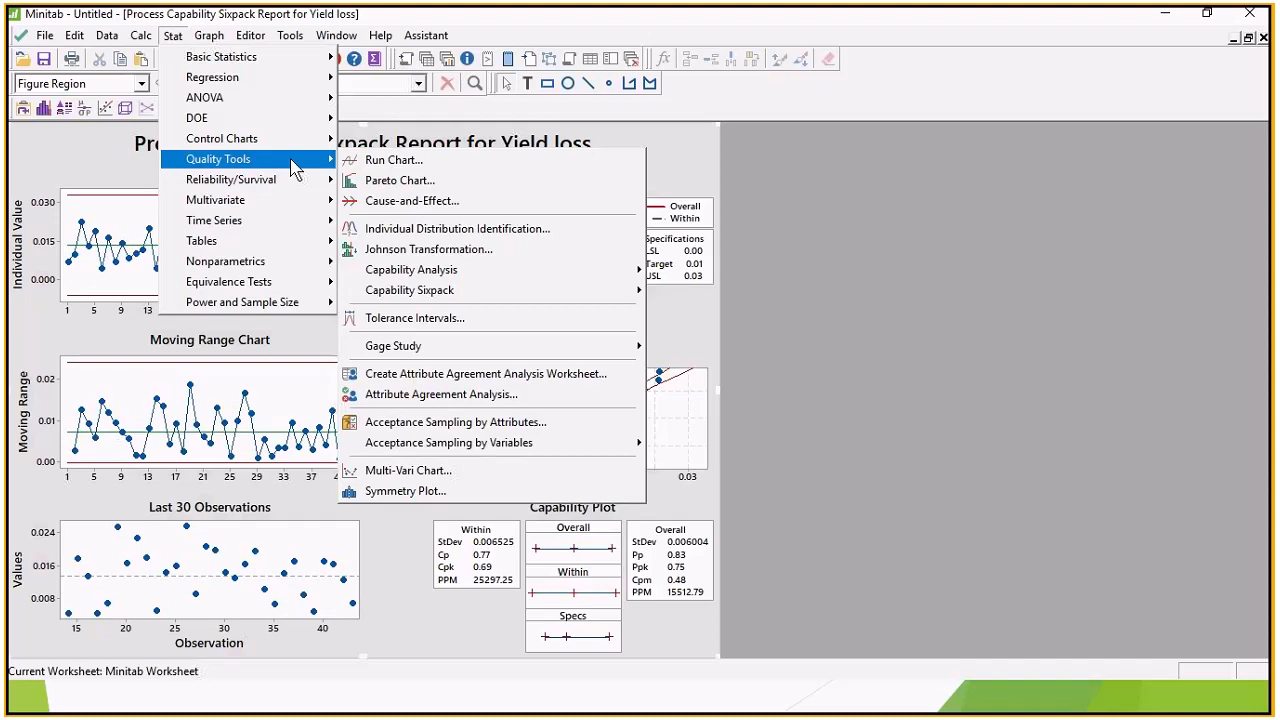 Minitab - Untitled - [Process Capability Sixpack Report for Yield loss]
File Edit Data Calc Stat Graph Editor Tools Window Help Assistant
Figure Region
Basic Statistics
Regression
ANOVA
DOE
Control Charts
Quality Tools
Reliability/Survival
Multivariate
Time Series
Tables
Nonparametrics
Equivalence Tests
Power and Sample Size
Run Chart...
Pareto Chart...
Cause-and-Effect...
Individual Distribution Identification...
Johnson Transformation...
Capability Analysis
Capability Sixpack
Tolerance Intervals...
Gage Study
Create Attribute Agreement Analysis Worksheet...
Attribute Agreement Analysis...
Acceptance Sampling by Attributes...
Acceptance Sampling by Variables
Multi-Vari Chart...
Symmetry Plot...
Report for Yield loss
Individual Value
0.030
0.015
0.000
1 5 9 13
Overall
Within
Specifications
LSL 0.00
Target 0.01
USL 0.03
Moving Range Chart
Moving Range
0.02
0.01
0.00
1 5 9 13 17 21 25 29 33 37
0.03
Last 30 Observations
Values
0.024
0.016
0.008
15 20 25 30 35 40
Observation
Capability Plot
Within
StDev 0.006525
Cp 0.77
Cpk 0.69
PPM 25297.25
Overall
Within
Specs
Overall
StDev 0.006004
Pp 0.83
Ppk 0.75
Cpm 0.48
PPM 15512.79
Current Worksheet: Minitab Worksheet